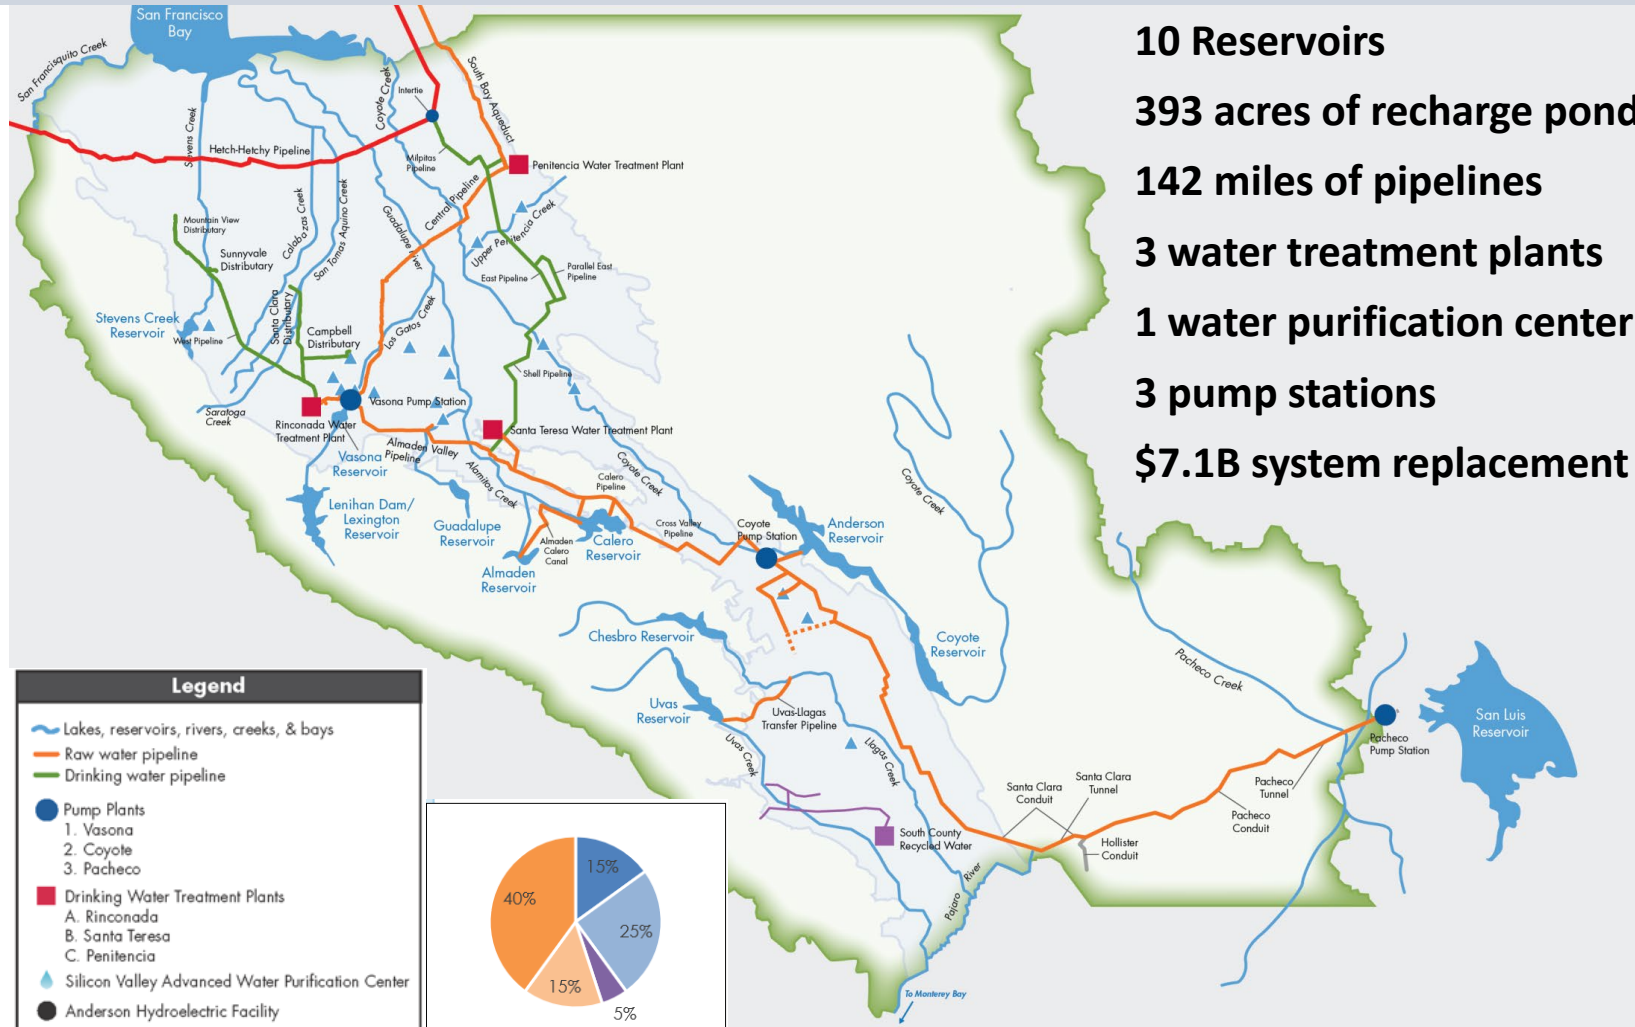 San Francisco
Bay
San Francisquito Creek
Stevens Creek
Coyote Creek
Intertie
South Bay Aqueduct
Hetch-Hetchy Pipeline
Milpitas
Pipeline
Penitencia Water Treatment Plant
Central Pipeline
Calabazas Creek
San Tomas Aquino Creek
Guadalupe River
Upper Penitencia Creek
Mountain View
Distributary
Sunnyvale
Distributary
East Pipeline
Parallel East
Pipeline
Santa Clara
Distributary
Stevens Creek
Reservoir
West Pipeline
Campbell
Distributary
Los Gatos Creek
Shell Pipeline
Saratoga
Creek
Vasona Pump Station
Rinconada Water
Treatment Plant
Santa Teresa Water Treatment Plant
Vasona
Reservoir
Almaden Valley
Pipeline
Alamitos Creek
Coyote Creek
Calero
Pipeline
Lenihan Dam/
Lexington
Reservoir
Guadalupe
Reservoir
Almaden
Calero
Canal
Calero
Reservoir
Almaden
Reservoir
Cross Valley
Pipeline
Coyote
Pump Station
Anderson
Reservoir
Coyote Creek
Chesbro Reservoir
Coyote
Reservoir
Uvas
Reservoir
Uvas-Llagas
Transfer Pipeline
Uvas Creek
Llagas Creek
Pacheco Creek
San Luis
Reservoir
Pacheco
Pump Station
Pacheco
Tunnel
Pacheco
Conduit
Santa Clara
Conduit
Santa Clara
Tunnel
Hollister
Conduit
South County
Recycled Water
Pajaro River
To Monterey Bay
10 Reservoirs
393 acres of recharge pond
142 miles of pipelines
3 water treatment plants
1 water purification center
3 pump stations
$7.1B system replacement
Legend
Lakes, reservoirs, rivers, creeks, & bays
Raw water pipeline
Drinking water pipeline
Pump Plants
1. Vasona
2. Coyote
3. Pacheco
Drinking Water Treatment Plants
A. Rinconada
B. Santa Teresa
C. Penitencia
Silicon Valley Advanced Water Purification Center
Anderson Hydroelectric Facility
15%
25%
5%
15%
40%